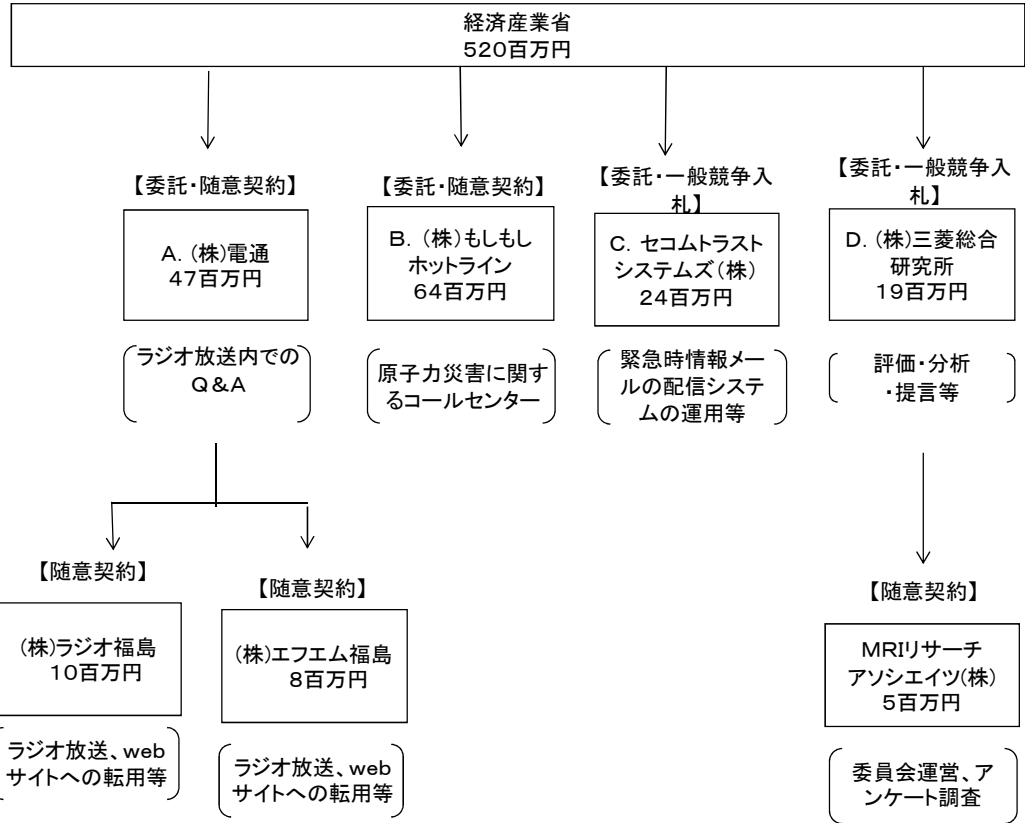 経済産業省
520百万円
【委託・随意契約】
A. (株)電通
47百万円
ラジオ放送内での
Q&A
【委託・随意契約】
B. (株)もしもし
ホットライン
64百万円
原子力災害に関す
るコールセンター
【委託・一般競争入
札】
C. セコムトラスト
システムズ(株)
24百万円
緊急時情報メー
ルの配信システ
ムの運用等
【委託・一般競争入
札】
D. (株)三菱総合
研究所
19百万円
評価・分析
・提言等
【随意契約】
(株)ラジオ福島
10百万円
ラジオ放送、web
サイトへの転用等
【随意契約】
(株)エフエム福島
8百万円
ラジオ放送、web
サイトへの転用等
【随意契約】
MRIリサーチ
アソシエイツ(株)
5百万円
委員会運営、ア
ンケート調査